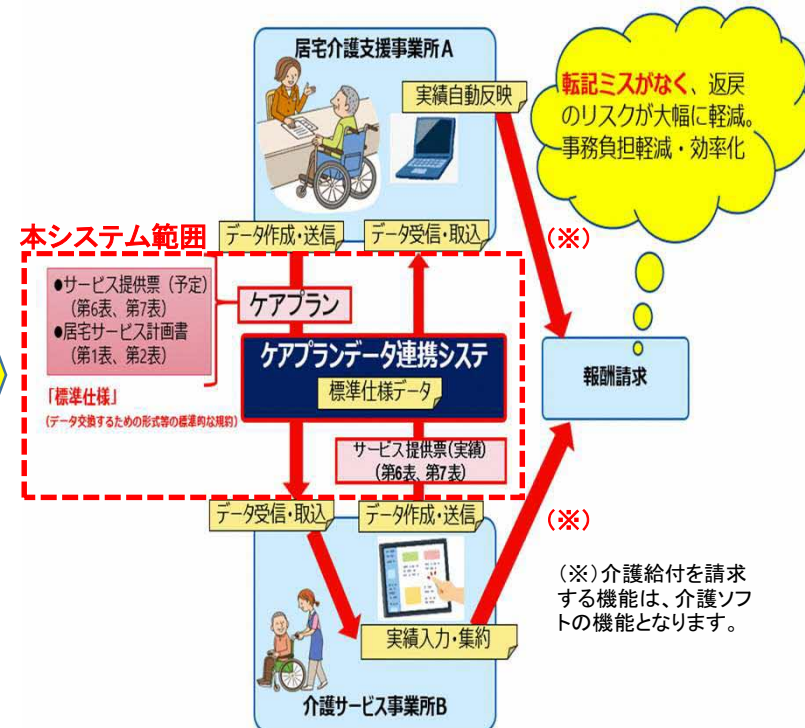 居宅介護支援事業所A
実績自動反映
転記ミスがなく、返戻
のリスクが大幅に軽減。
事務負担軽減・効率化
本システム範囲
データ作成・送信
データ受信・取込
(※)
●サービス提供票（予定）
（第6表、第7表）
●居宅サービス計画書
（第1表、第2表）
ケアプラン
ケアプランデータ連携システ
標準仕様データ
報酬請求
「標準仕様」
（データ交換するための形式等の標準的な規約）
サービス提供票(実績)
(第6表、第7表)
データ受信・取込
データ作成・送信
(※)
(※)介護給付を請求
する機能は、介護ソフ
トの機能となります。
実績入力・集約
介護サービス事業所B